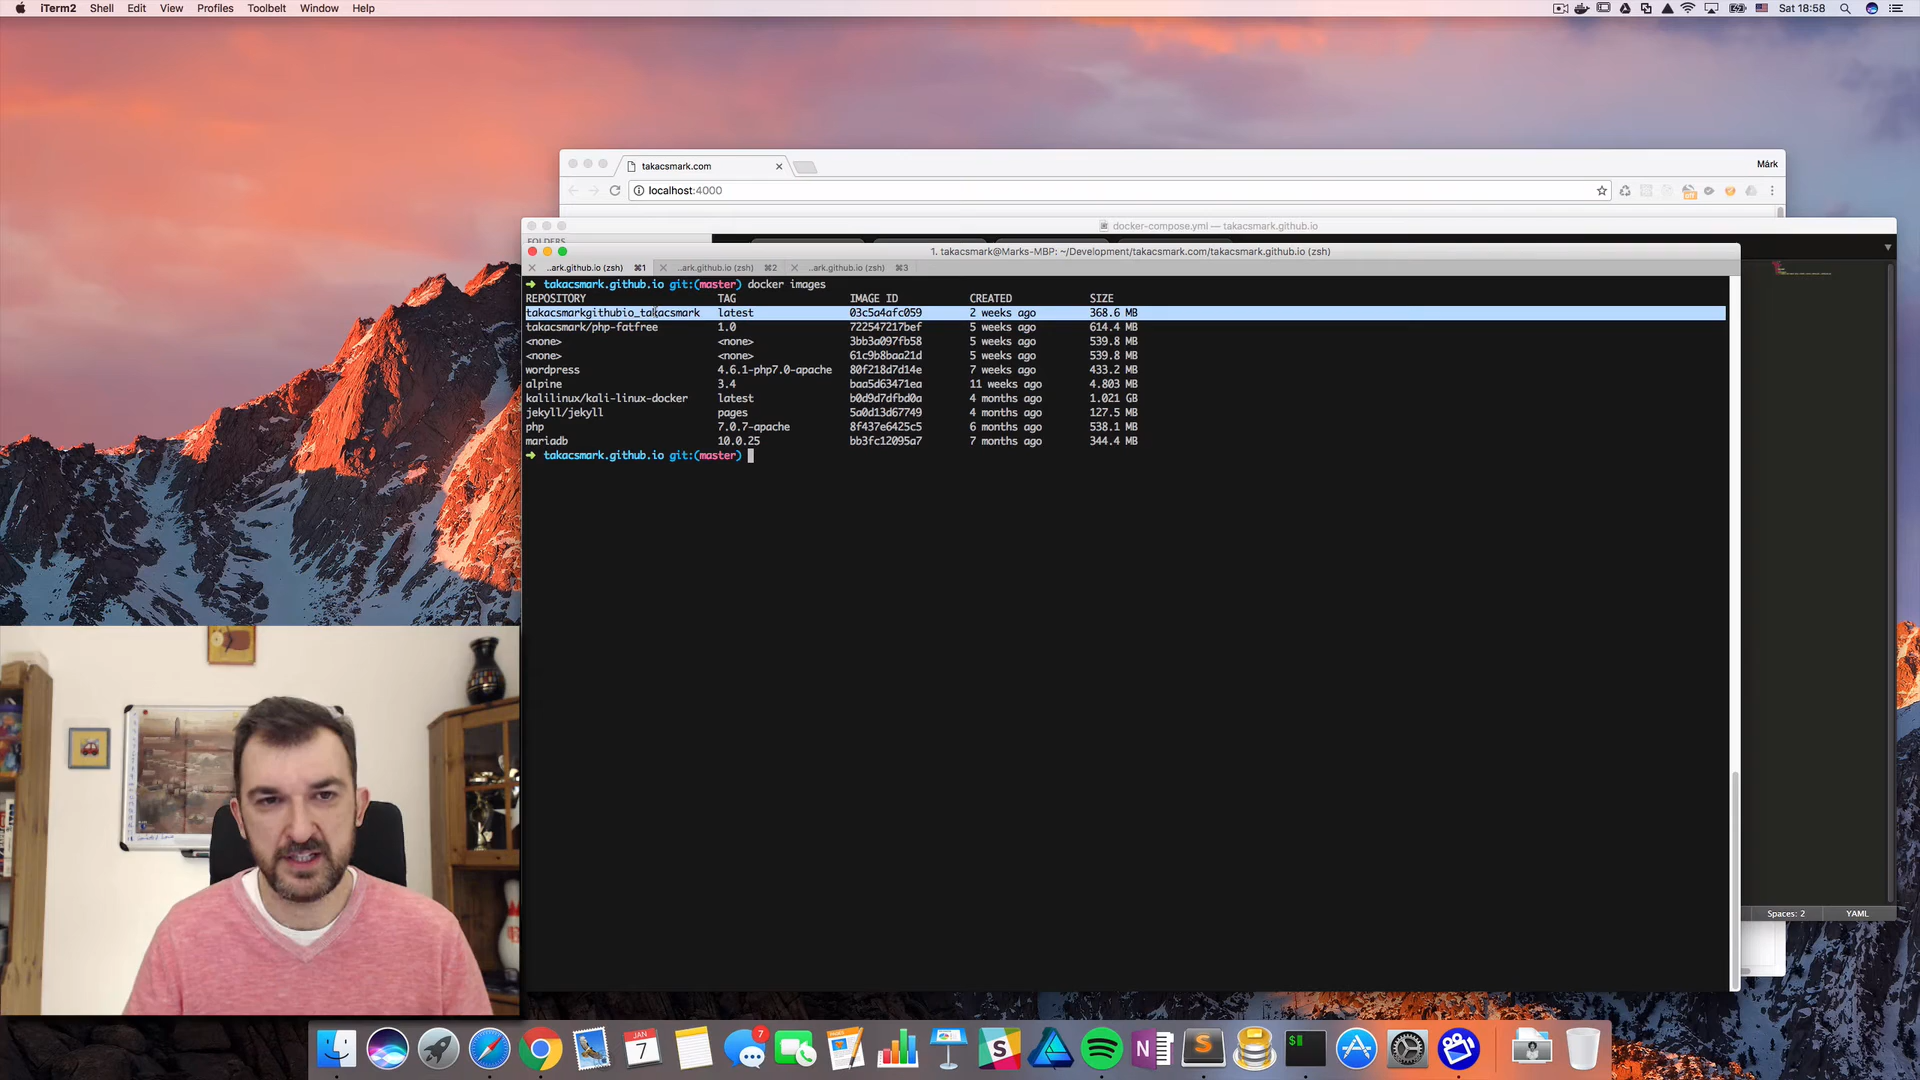 iTerm2 Shell Edit View Profiles Toolbelt Window Help Sat 18:58
takacsmark.com Márk
localhost:4000
docker-compose.yml — takacsmark.github.io
FOLDERS
1. takacsmark@Marks-MBP: ~/Development/takacsmark.com/takacsmark.github.io (zsh)
..ark.github.io (zsh) ⌘1 ..ark.github.io (zsh) ⌘2 ..ark.github.io (zsh) ⌘3
➜ takacsmark.github.io git:(master) docker images
REPOSITORY TAG IMAGE ID CREATED SIZE
takacsmarkgithubio_takacsmark latest 03c5a4afc059 2 weeks ago 368.6 MB
takacsmark/php-fatfree 1.0 722547217bef 5 weeks ago 614.4 MB
<none> <none> 3bb3a097fb58 5 weeks ago 539.8 MB
<none> <none> 61c9b8baa21d 5 weeks ago 539.8 MB
wordpress 4.6.1-php7.0-apache 80f218d7d14e 7 weeks ago 433.2 MB
alpine 3.4 baa5d63471ea 11 weeks ago 4.803 MB
kalilinux/kali-linux-docker latest b0d9d7dfbd0a 4 months ago 1.021 GB
jekyll/jekyll pages 5a0d13d67749 4 months ago 127.5 MB
php 7.0.7-apache 8f437e6425c5 6 months ago 538.1 MB
mariadb 10.0.25 bb3fc12095a7 7 months ago 344.4 MB
➜ takacsmark.github.io git:(master)
Spaces: 2 YAML
JAN
7
7
PAGES
S
N
S
$